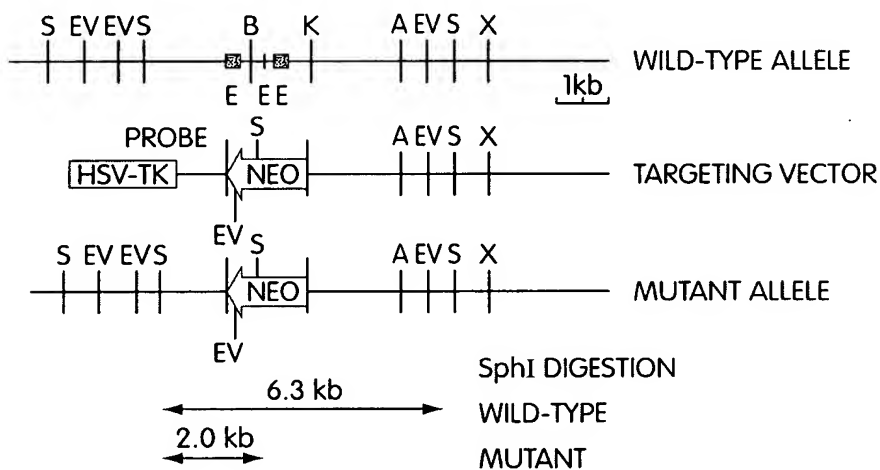 S EV EV S B K A EV S X
WILD-TYPE ALLELE
E E E
1kb
PROBE S A EV S X
HSV-TK NEO TARGETING VECTOR
EV
S EV EV S S A EV S X
NEO MUTANT ALLELE
EV
SphI DIGESTION
6.3 kb
WILD-TYPE
2.0 kb
MUTANT